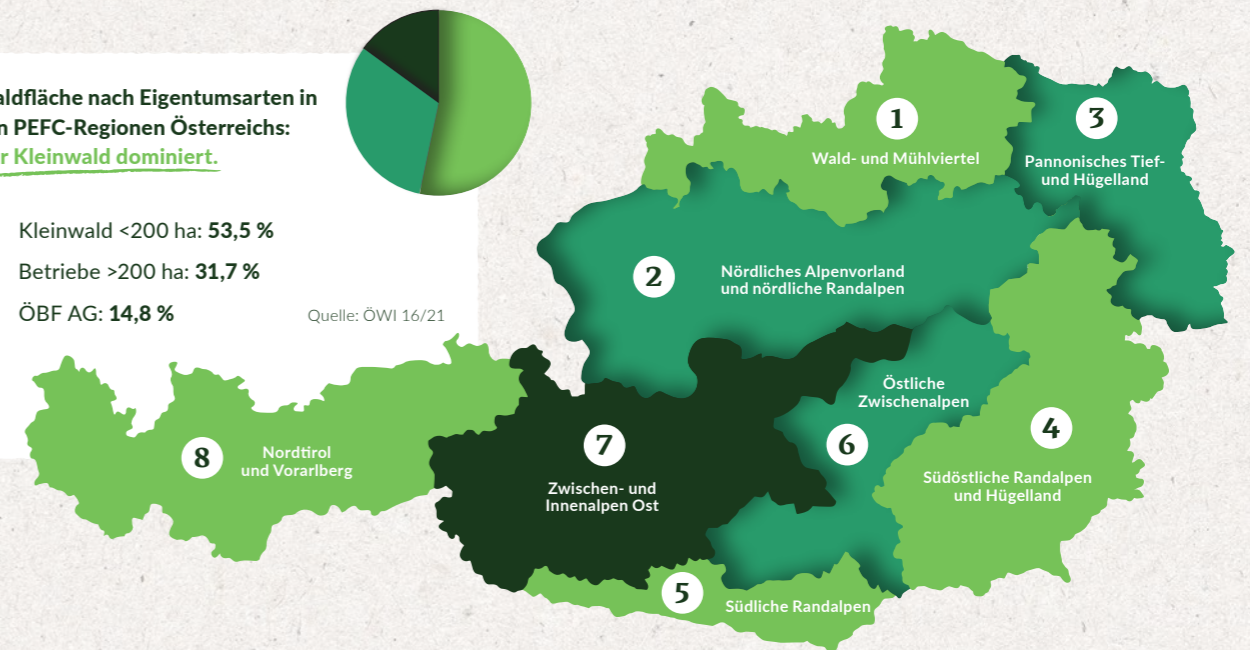 aldfläche nach Eigentumsarten in
n PEFC-Regionen Österreichs:
r Kleinwald dominiert.
Kleinwald <200 ha: 53,5 %
Betriebe >200 ha: 31,7 %
ÖBF AG: 14,8 %
Quelle: ÖWI 16/21
1
Wald- und Mühlviertel
3
Pannonisches Tief-
und Hügelland
2
Nördliches Alpenvorland
und nördliche Randalpen
Östliche
Zwischenalpen
6
4
Südöstliche Randalpen
und Hügelland
7
Zwischen- und
Innenalpen Ost
8
Nordtirol
und Vorarlberg
5
Südliche Randalpen